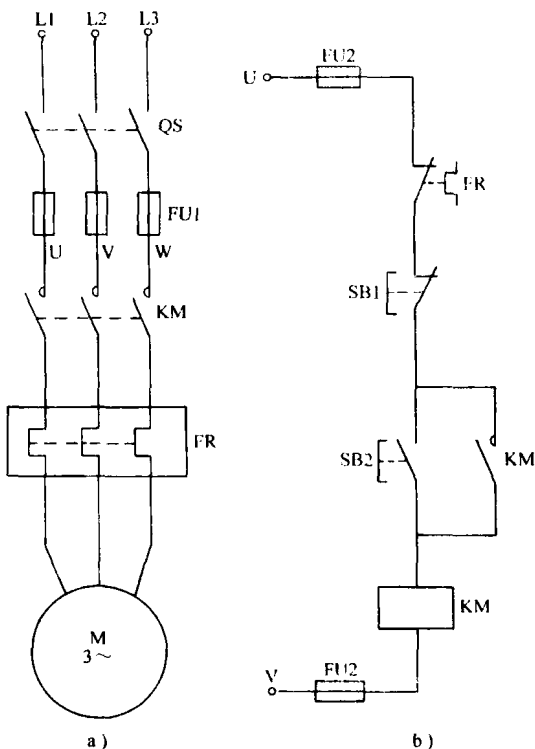 L1 L2 L3
QS
FU1
U V W
KM
FR
M
3~
a)
U FU2
FR
SB1
SB2 KM
KM
V FU2
b)